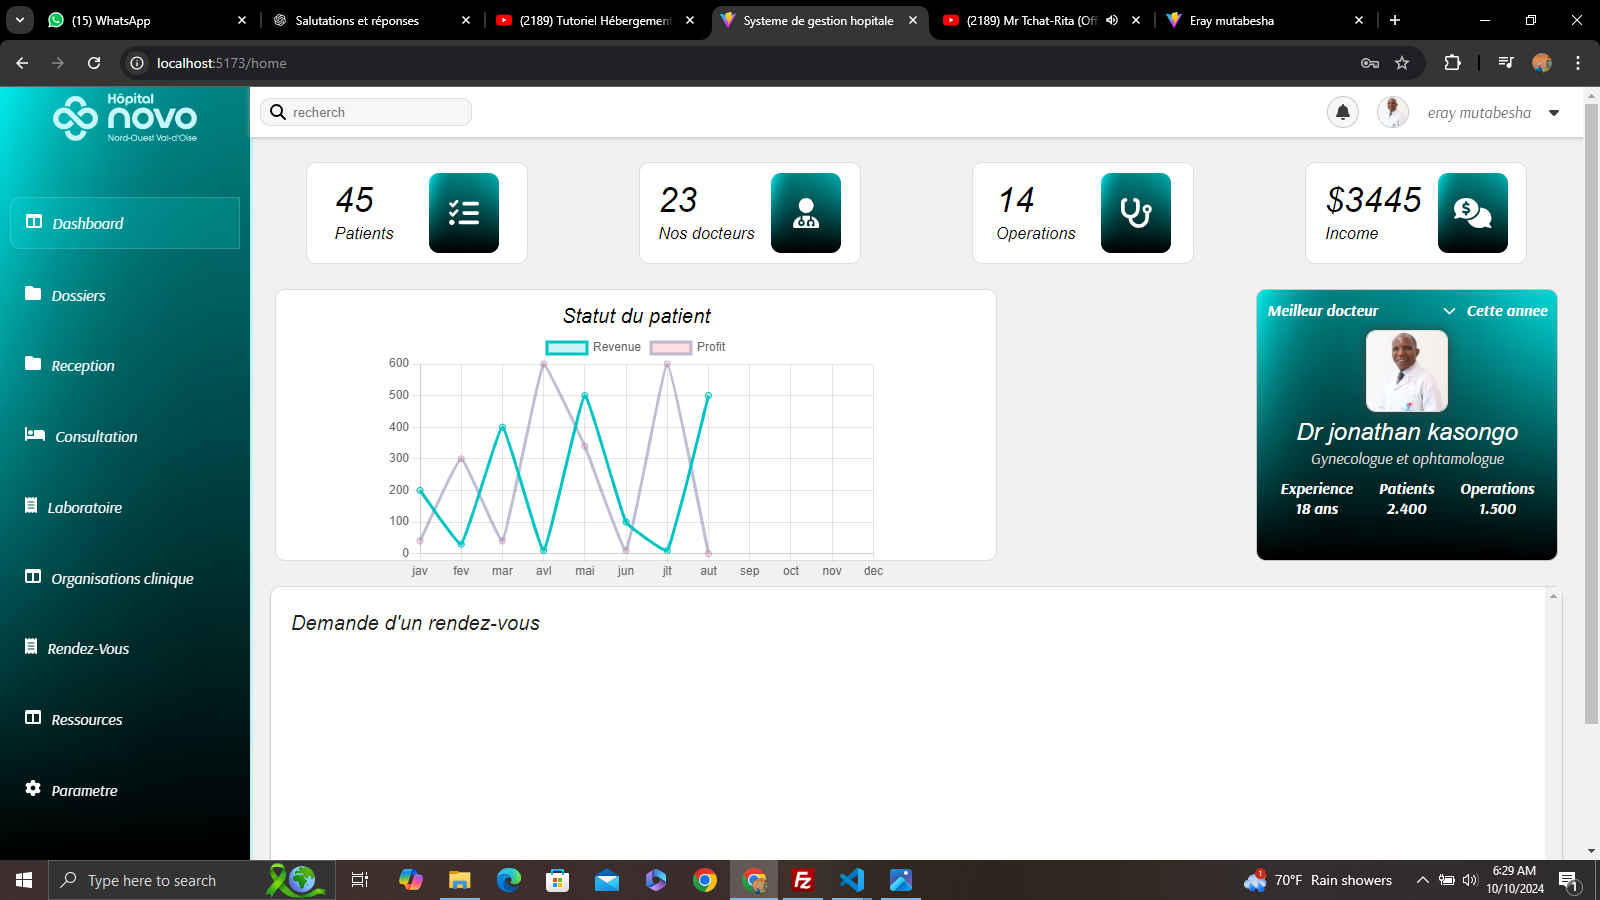 (15) WhatsApp
Salutations et réponses
(2189) Tutoriel Hébergement
Systeme de gestion hopitale
(2189) Mr Tchat-Rita (Off
Eray mutabesha
localhost:5173/home
Hôpital
novo
Nord-Ouest Val-d'Oise
recherch
eray mutabesha
Dashboard
Dossiers
Reception
Consultation
Laboratoire
Organisations clinique
Rendez-Vous
Ressources
Parametre
45
Patients
23
Nos docteurs
14
Operations
$3445
Income
Statut du patient
Revenue
Profit
600
500
400
300
200
100
0
jav fev mar avl mai jun jlt aut sep oct nov dec
Meilleur docteur
Cette annee
Dr jonathan kasongo
Gynecologue et ophtamologue
Experience Patients Operations
18 ans 2.400 1.500
Demande d'un rendez-vous
Type here to search
1
70°F Rain showers
6:29 AM
10/10/2024
1